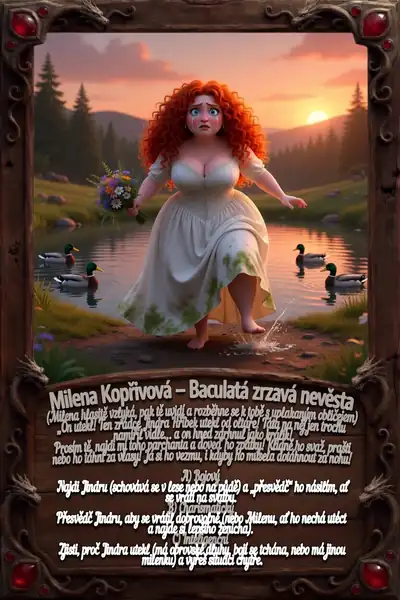 Milena Kopřivová – Baculatá zrzavá nevěsta
(Milena hlasitě vzlyká, pak tě uvidí a rozběhne se k tobě s uplakaným obličejem)
„On utekl! Ten zrádce Jindra Hříbek utekl od oltáře! Táta na něj jen trochu
namířil vidle... a on hned zdrhnul jako králík!
Prosím tě, najdi mi toho parchanta a doveď ho zpátky! Klidně ho svaž, prašti
nebo ho táhni za vlasy! Já si ho vezmu, i kdyby ho měsela dotáhnout za nohu!
A) Bojový
Najdi Jindru (schovává se v lese nebo na půdě) a „přesvědč" ho násilím, ať
se vrátí na svatbu.
B) Charismatický
Přesvědč Jindru, aby se vrátil dobrovolně (nebo Milenu, ať ho nechá utéct
a najde si lepšího ženicha).
C) Inteligenční
Zjisti, proč Jindra utekl (má obrovské dluhy, bojí se tchána, nebo má jinou
milenku) a vyřeš situaci chytře.